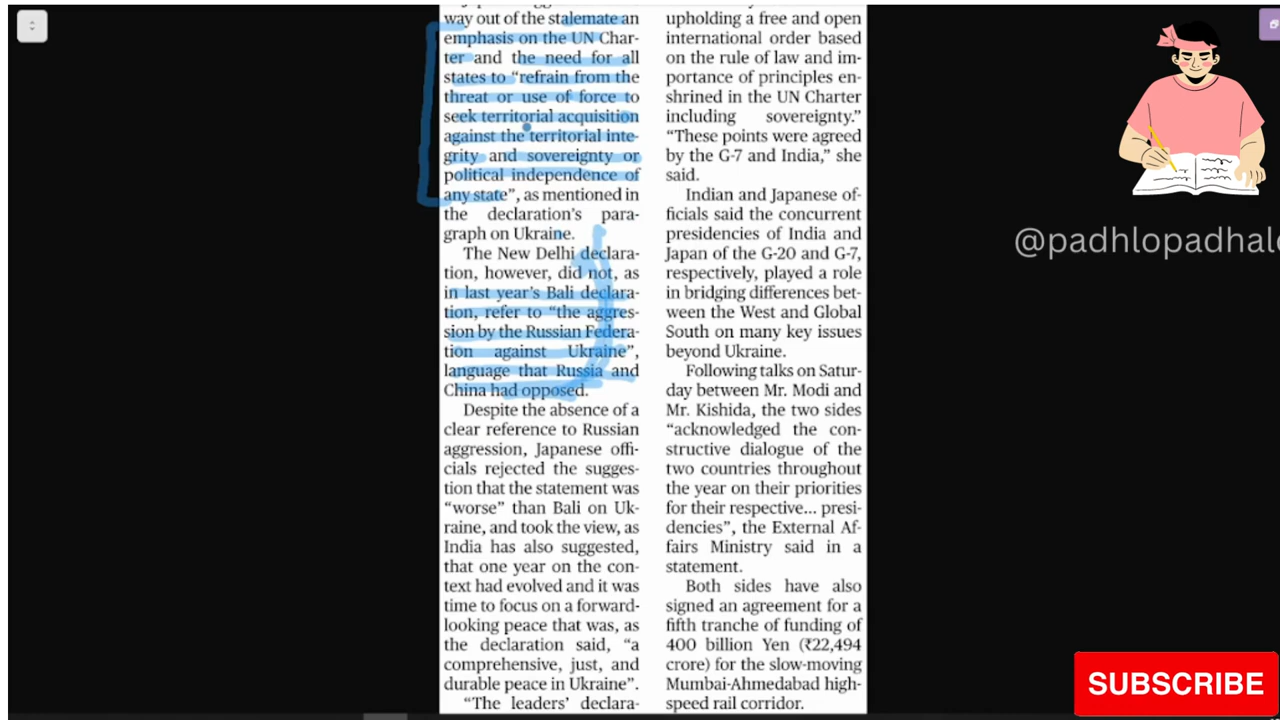 way out of the stalemate an
emphasis on the UN Char-
ter and the need for all
states to “refrain from the
threat or use of force to
seek territorial acquisition
against the territorial inte-
grity and sovereignty or
political independence of
any state”, as mentioned in
the declaration’s para-
graph on Ukraine.
The New Delhi declara-
tion, however, did not, as
in last year’s Bali declara-
tion, refer to “the aggres-
sion by the Russian Federa-
tion against Ukraine”,
language that Russia and
China had opposed.
Despite the absence of a
clear reference to Russian
aggression, Japanese offi-
cials rejected the sugges-
tion that the statement was
“worse” than Bali on Uk-
raine, and took the view, as
India has also suggested,
that one year on the con-
text had evolved and it was
time to focus on a forward-
looking peace that was, as
the declaration said, “a
comprehensive, just, and
durable peace in Ukraine”.
“The leaders’ declara-
upholding a free and open
international order based
on the rule of law and im-
portance of principles en-
shrined in the UN Charter
including sovereignty.”
“These points were agreed
by the G-7 and India,” she
said.
Indian and Japanese of-
ficials said the concurrent
presidencies of India and
Japan of the G-20 and G-7,
respectively, played a role
in bridging differences bet-
ween the West and Global
South on many key issues
beyond Ukraine.
Following talks on Satur-
day between Mr. Modi and
Mr. Kishida, the two sides
“acknowledged the con-
structive dialogue of the
two countries throughout
the year on their priorities
for their respective... presi-
dencies”, the External Af-
fairs Ministry said in a
statement.
Both sides have also
signed an agreement for a
fifth tranche of funding of
400 billion Yen (₹22,494
crore) for the slow-moving
Mumbai-Ahmedabad high-
speed rail corridor.
@padhlopadhal
SUBSCRIBE